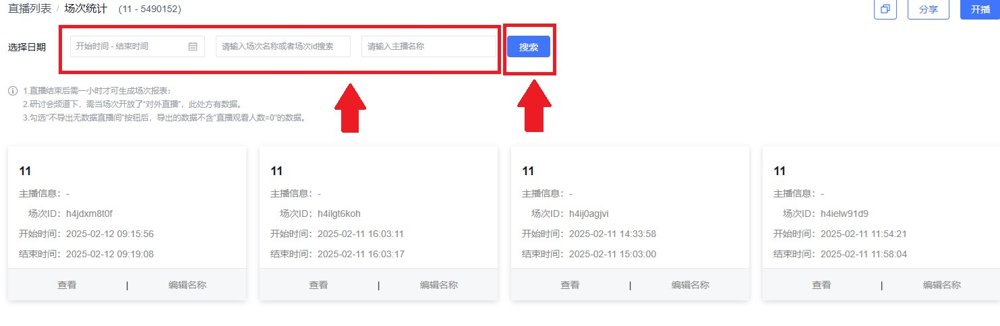 直播列表 / 场次统计 (11 - 5490152) 分享 开播
选择日期 开始时间 - 结束时间 请输入场次名称或者场次id搜索 请输入主播名称 搜索
1.直播结束后需一小时才可生成场次报表;
2.研讨会频道下，需当场次开放了“对外直播”，此处方有数据。
3.勾选"不导出无数据直播间"按钮后，导出的数据不含"直播观看人数=0"的数据。
11
主播信息： -
场次ID： h4jdxm8t0f
开始时间： 2025-02-12 09:15:56
结束时间： 2025-02-12 09:19:08
查看 | 编辑名称
11
主播信息： -
场次ID： h4ilgt6koh
开始时间： 2025-02-11 16:03:11
结束时间： 2025-02-11 16:03:17
查看 | 编辑名称
11
主播信息： -
场次ID： h4ij0agjvi
开始时间： 2025-02-11 14:33:58
结束时间： 2025-02-11 15:03:00
查看 | 编辑名称
11
主播信息： -
场次ID： h4ielw91d9
开始时间： 2025-02-11 11:54:21
结束时间： 2025-02-11 11:58:04
查看 | 编辑名称